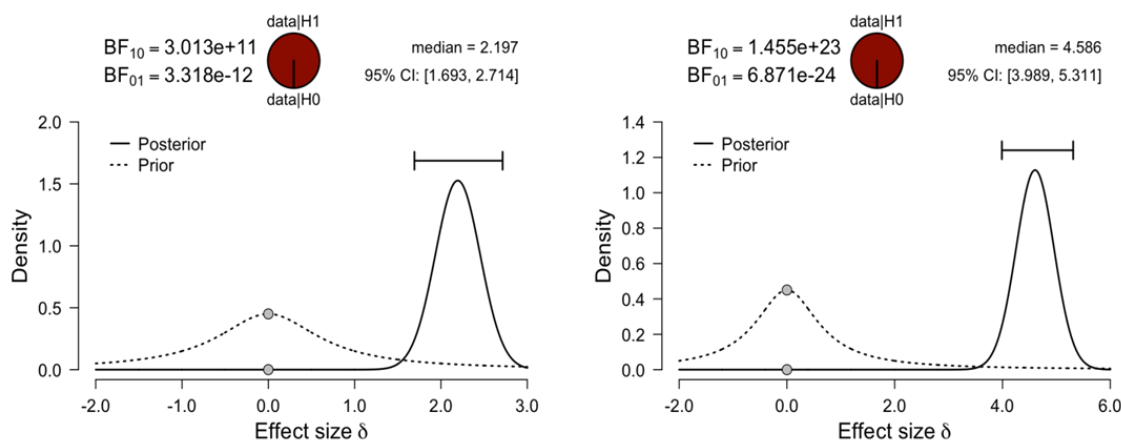 data|H1
BF10 = 3.013e+11
median = 2.197
BF01 = 3.318e-12
95% CI: [1.693, 2.714]
data|H0
2.0
Posterior
Prior
1.5
1.0
0.5
0.0
Density
-2.0 -1.0 0.0 1.0 2.0 3.0
Effect size δ
data|H1
BF10 = 1.455e+23
median = 4.586
BF01 = 6.871e-24
95% CI: [3.989, 5.311]
data|H0
1.4
Posterior
Prior
1.2
1.0
0.8
0.6
0.4
0.2
0.0
Density
-2.0 0.0 2.0 4.0 6.0
Effect size δ